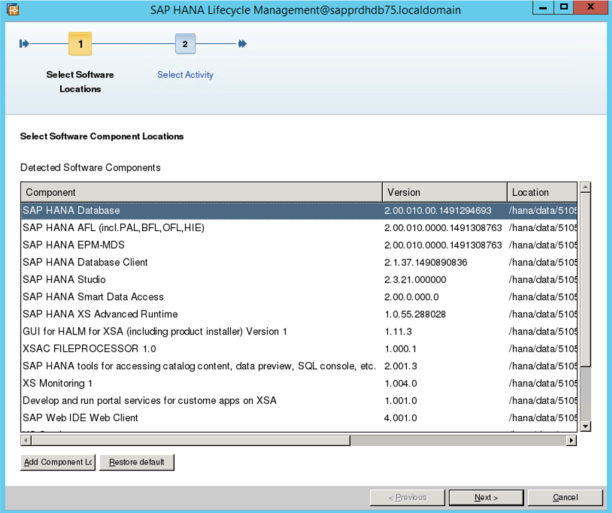 SAP HANA Lifecycle Management@sapprdhdb75.localdomain
1
2
Select Software
Locations
Select Activity
Select Software Component Locations
Detected Software Components
Component Version Location
SAP HANA Database 2.00.010.00.1491294693 /hana/data/5105
SAP HANA AFL (incl.PAL,BFL,OFL,HIE) 2.00.010.0000.1491308763 /hana/data/5105
SAP HANA EPM-MDS 2.00.010.0000.1491308763 /hana/data/5105
SAP HANA Database Client 2.1.37.1490890836 /hana/data/5105
SAP HANA Studio 2.3.21.000000 /hana/data/5105
SAP HANA Smart Data Access 2.00.0.000.0 /hana/data/5105
SAP HANA XS Advanced Runtime 1.0.55.288028 /hana/data/5105
GUI for HALM for XSA (including product installer) Version 1 1.11.3 /hana/data/5105
XSAC FILEPROCESSOR 1.0 1.000.1 /hana/data/5105
SAP HANA tools for accessing catalog content, data preview, SQL console, etc. 2.001.3 /hana/data/5105
XS Monitoring 1 1.004.0 /hana/data/5105
Develop and run portal services for custome apps on XSA 1.001.0 /hana/data/5105
SAP Web IDE Web Client 4.001.0 /hana/data/5105
Add Component Lc Restore default
< Previous Next > Cancel